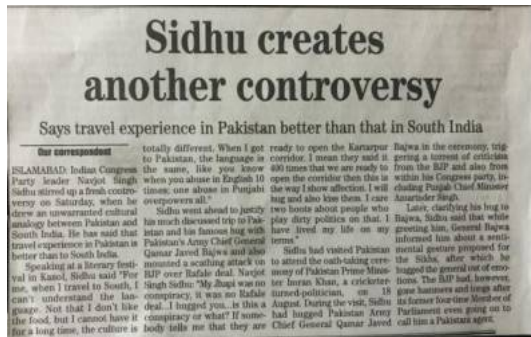 Sidhu creates
another controversy
Says travel experience in Pakistan better than that in South India
Our correspondent
ISLAMABAD: Indian Congress
Party leader Navjot Singh
Sidhu stirred up a fresh contro-
versy on Saturday, when he
drew an unwarranted cultural
analogy between Pakistan and
South India. He has said that
travel experience in Pakistan is
better than to South India.
Speaking at a literary festi-
val in Kasol, Sidhu said "For
me, when I travel to South, I
can't understand the lan-
guage. Not that I don't like
the food, but I cannot have it
for a long time, the culture is
totally different. When I got
to Pakistan, the language is
the same, like you know
when you abuse in English 10
times; one abuse in Punjabi
overpowers all."
Sidhu went ahead to justify
his much discussed trip to Pak-
istan and his famous hug with
Pakistan's Army Chief General
Qamar Javed Bajwa and also
mounted a scathing attack on
BJP over Rafale deal. Navjot
Singh Sidhu: "My Jhapi was no
conspiracy, it was no Rafale
deal...I hugged you...is this a
conspiracy or what? If some-
body tells me that they are
ready to open the Kartarpur
corridor. I mean they said it
400 times that we are ready to
open the corridor then this is
the way I show affection. I will
hug and also kiss them. I care
two hoots about people who
play dirty politics on that. I
have lived my life on my
terms."
Sidhu had visited Pakistan
to attend the oath-taking cere-
mony of Pakistan Prime Minis-
ter Imran Khan, a cricketer-
turned-politician, on 18
August. During the visit, Sidhu
had hugged Pakistan Army
Chief General Qamar Javed
Bajwa in the ceremony, trig-
gering a torrent of criticism
from the BJP and also from
within his Congress party, in-
cluding Punjab Chief Minister
Amarinder Singh.
Later, clarifying his hug to
Bajwa, Sidhu said that while
greeting him, General Bajwa
informed him about a senti-
mental gesture proposed for
the Sikhs, after which he
hugged the general out of emo-
tions. The BJP had, however,
gone hammers and tongs after
its former four-time Member of
Parliament even going on to
call him a Pakistani agent.